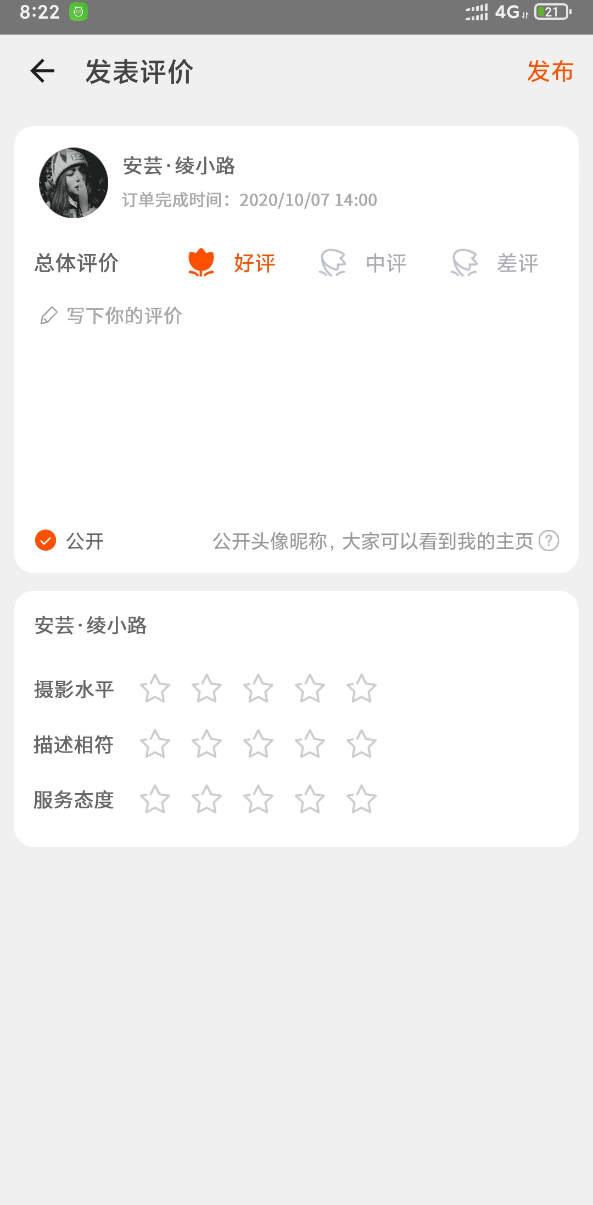 8:22 4G 21
发表评价 发布
安芸·绫小路
订单完成时间：2020/10/07 14:00
总体评价 好评 中评 差评
写下你的评价
公开 公开头像昵称，大家可以看到我的主页 ?
安芸·绫小路
摄影水平
描述相符
服务态度